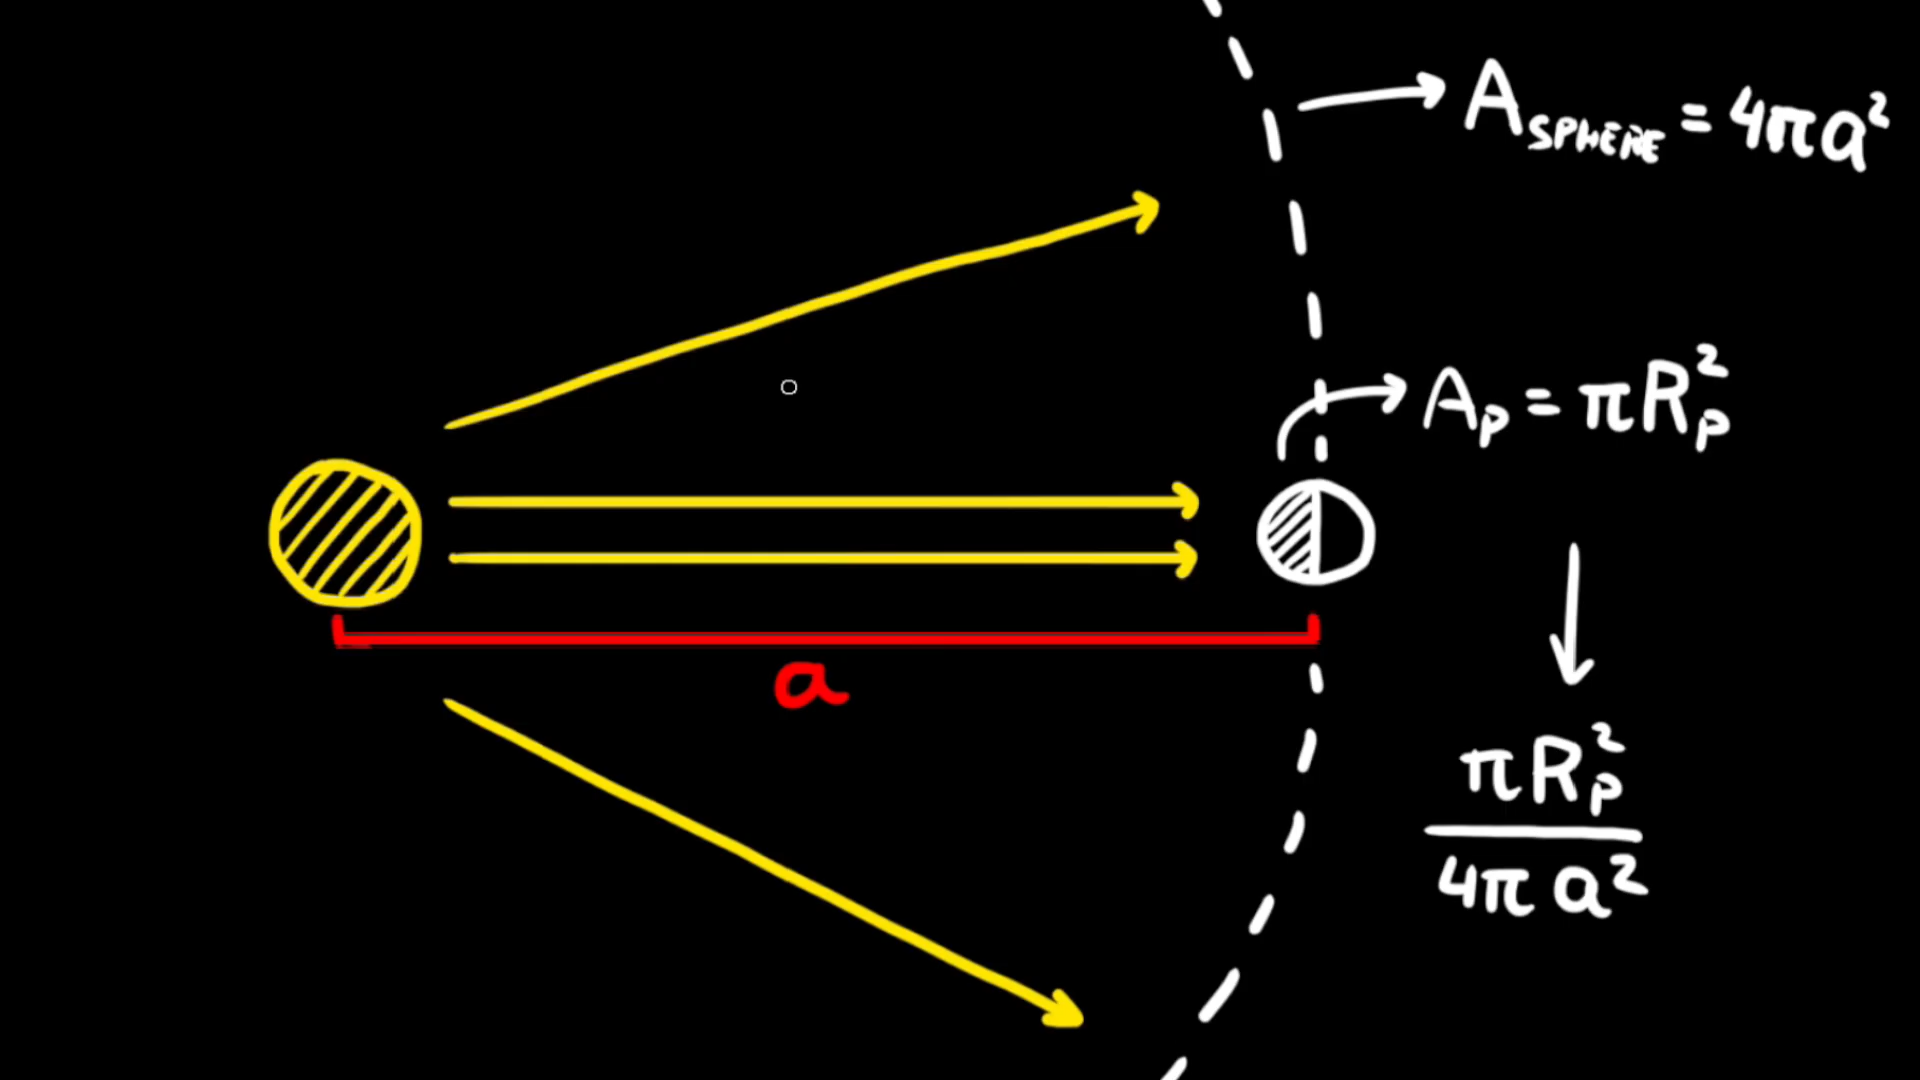 A_SPHERE = 4πa²
A_p = πR_p²
a
πR_p²
4πa²